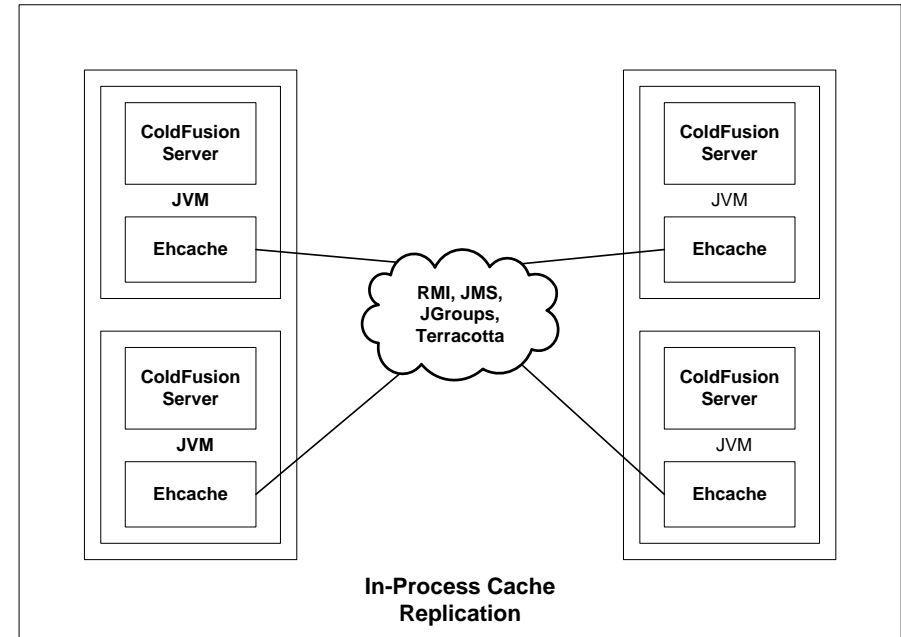 ColdFusion
Server
JVM
Ehcache
ColdFusion
Server
JVM
Ehcache
RMI, JMS,
JGroups,
Terracotta
ColdFusion
Server
JVM
Ehcache
ColdFusion
Server
JVM
Ehcache
In-Process Cache
Replication